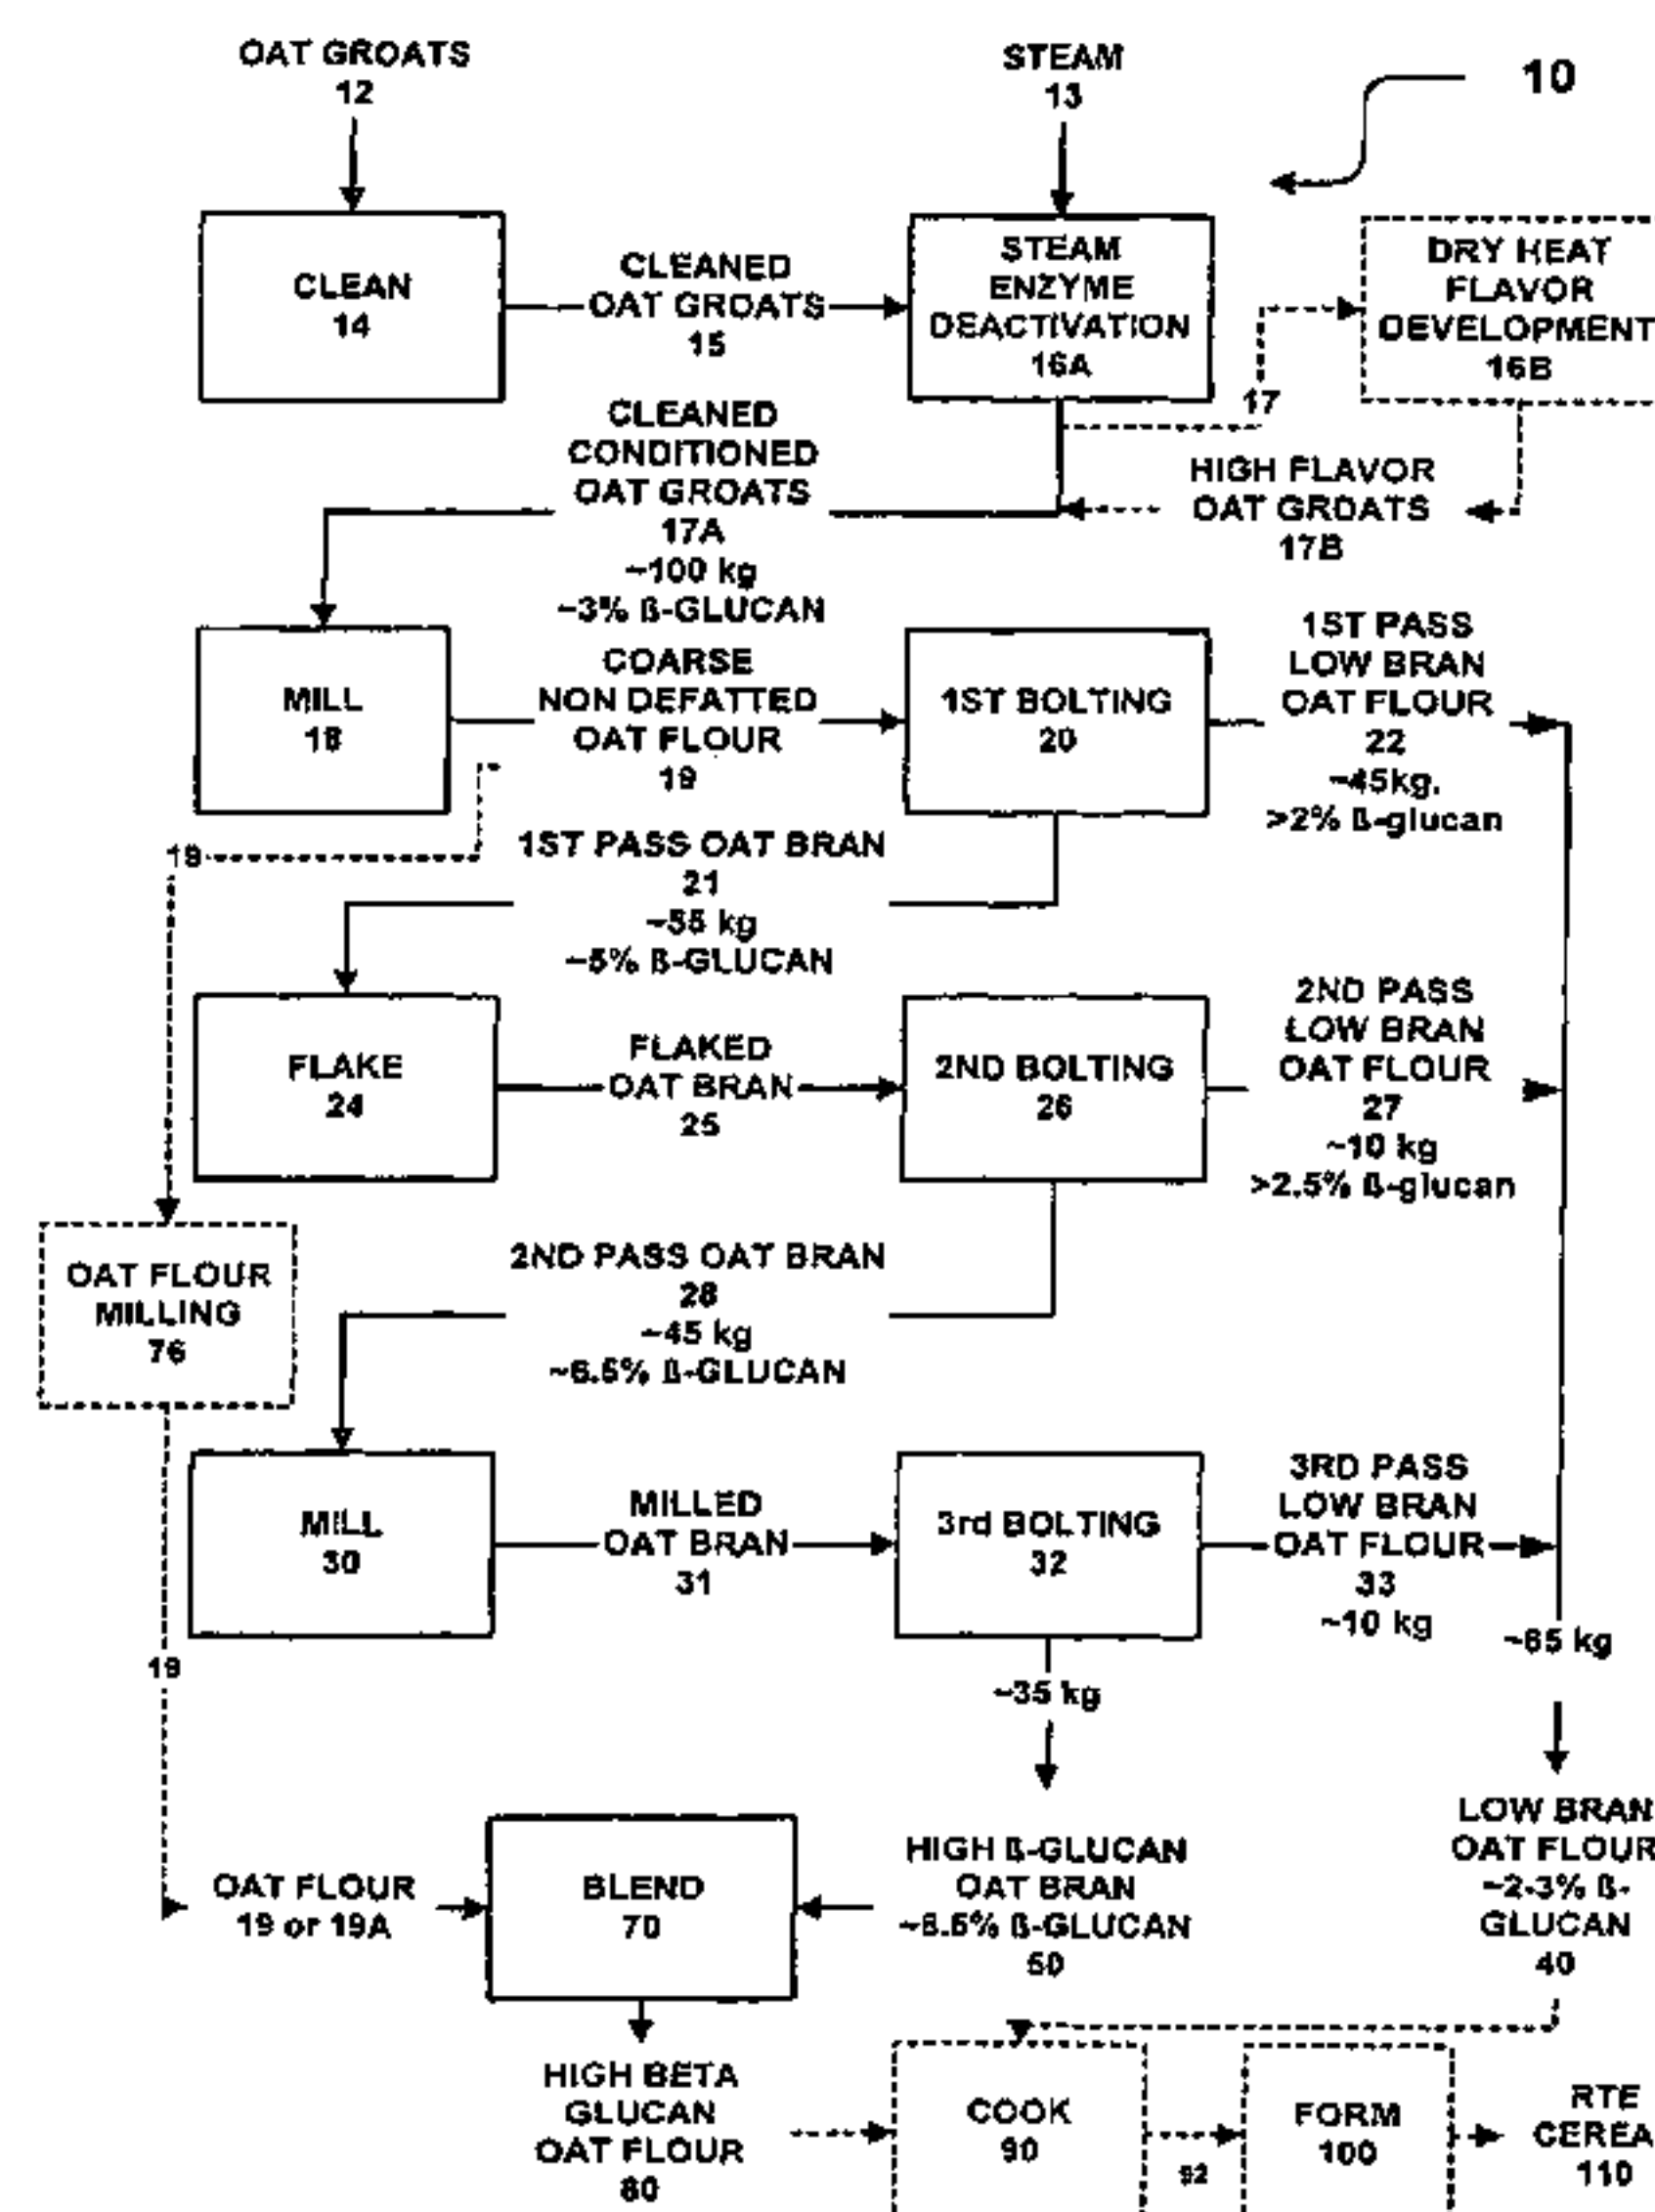 OAT GROATS
12
STEAM
13
10
CLEAN
14
CLEANED
OAT GROATS
15
STEAM
ENZYME
DEACTIVATION
16A
DRY HEAT
FLAVOR
DEVELOPMENT
16B
17
CLEANED
CONDITIONED
OAT GROATS
17A
~100 kg
~3% ß-GLUCAN
HIGH FLAVOR
OAT GROATS
17B
MILL
18
COARSE
NON DEFATTED
OAT FLOUR
19
1ST BOLTING
20
1ST PASS
LOW BRAN
OAT FLOUR
22
~45kg.
>2% ß-glucan
19
1ST PASS OAT BRAN
21
~55 kg
~5% ß-GLUCAN
FLAKE
24
FLAKED
OAT BRAN
25
2ND BOLTING
26
2ND PASS
LOW BRAN
OAT FLOUR
27
~10 kg
>2.5% ß-glucan
OAT FLOUR
MILLING
76
2ND PASS OAT BRAN
28
~45 kg
~6.5% ß-GLUCAN
MILL
30
MILLED
OAT BRAN
31
3rd BOLTING
32
3RD PASS
LOW BRAN
OAT FLOUR
33
~10 kg
~65 kg
19
~35 kg
OAT FLOUR
19 or 19A
BLEND
70
HIGH ß-GLUCAN
OAT BRAN
50
LOW BRAN
OAT FLOUR
~2-3% ß-
GLUCAN
40
HIGH BETA
GLUCAN
OAT FLOUR
80
COOK
90
92
FORM
100
RTE
CEREA
110